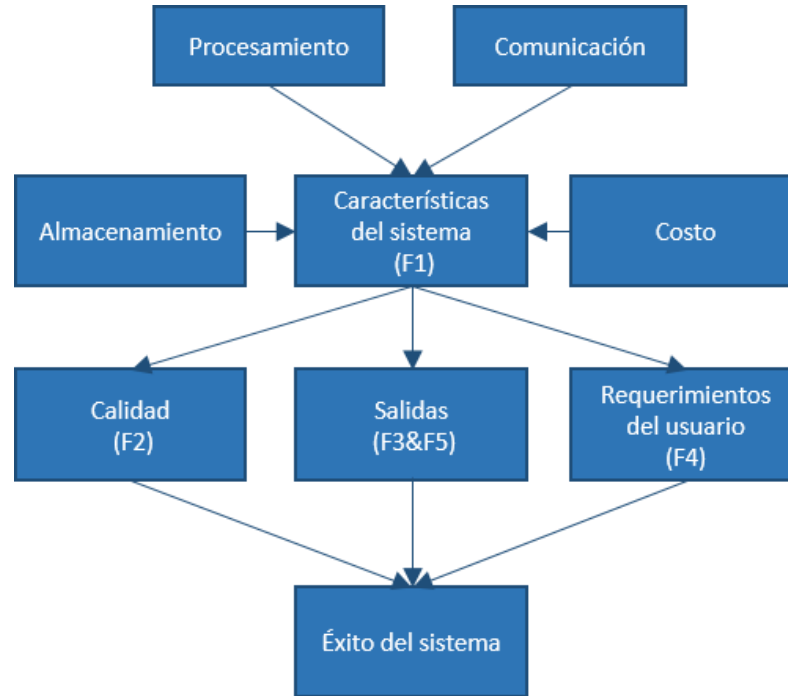 Procesamiento
Comunicación
Almacenamiento
Características
del sistema
(F1)
Costo
Calidad
(F2)
Salidas
(F3&F5)
Requerimientos
del usuario
(F4)
Éxito del sistema